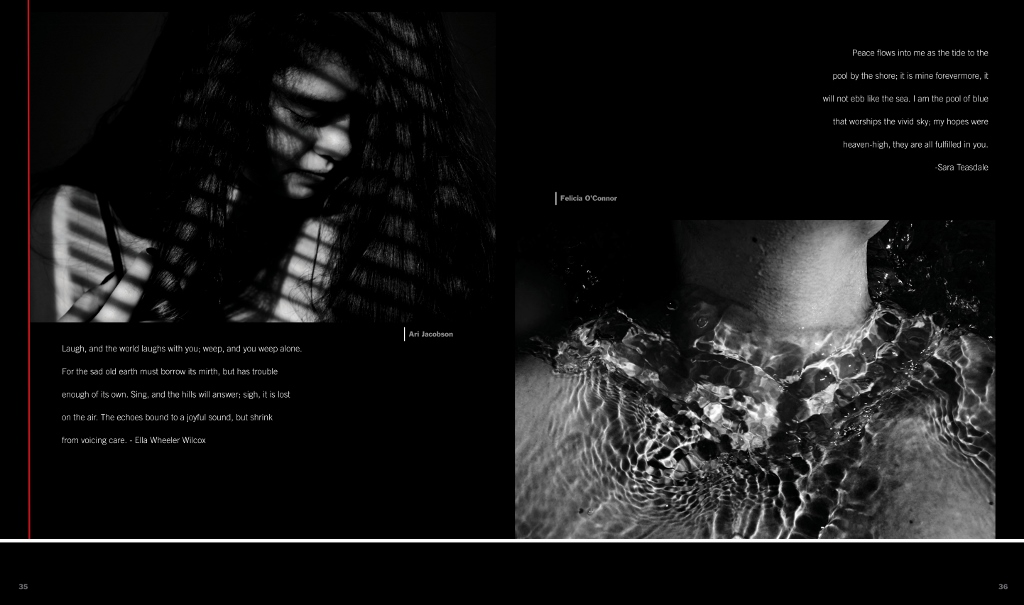 Ari Jacobson
Laugh, and the world laughs with you; weep, and you weep alone.
For the sad old earth must borrow its mirth, but has trouble
enough of its own. Sing, and the hills will answer; sigh, it is lost
on the air. The echoes bound to a joyful sound, but shrink
from voicing care. - Ella Wheeler Wilcox
35
Peace flows into me as the tide to the
pool by the shore; it is mine forevermore, it
will not ebb like the sea. I am the pool of blue
that worships the vivid sky; my hopes were
heaven-high, they are all fulfilled in you.
-Sara Teasdale
Felicia O'Connor
36